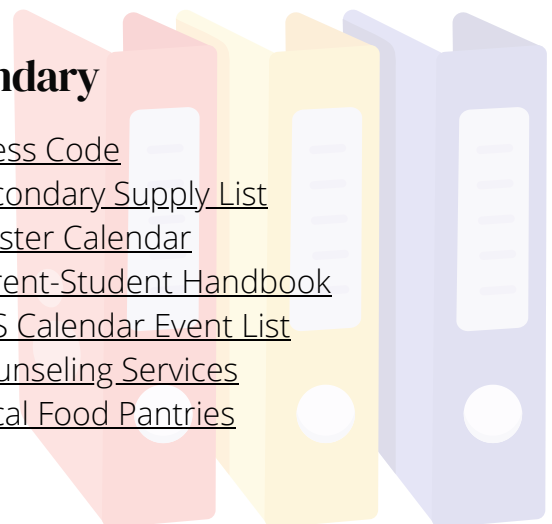 ndary
ess Code
condary Supply List
ster Calendar
rent-Student Handbook
S Calendar Event List
unseling Services
cal Food Pantries